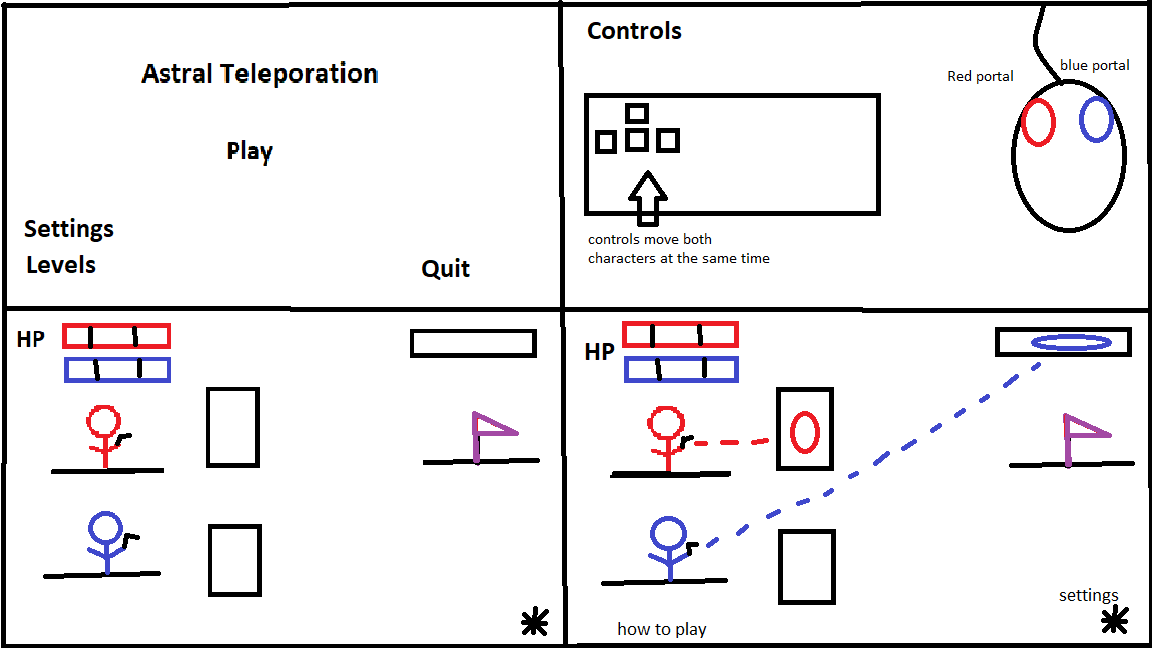 Astral Teleporation
Play
Settings
Levels
Quit
Controls
Red portal
blue portal
controls move both
characters at the same time
HP
HP
settings
how to play